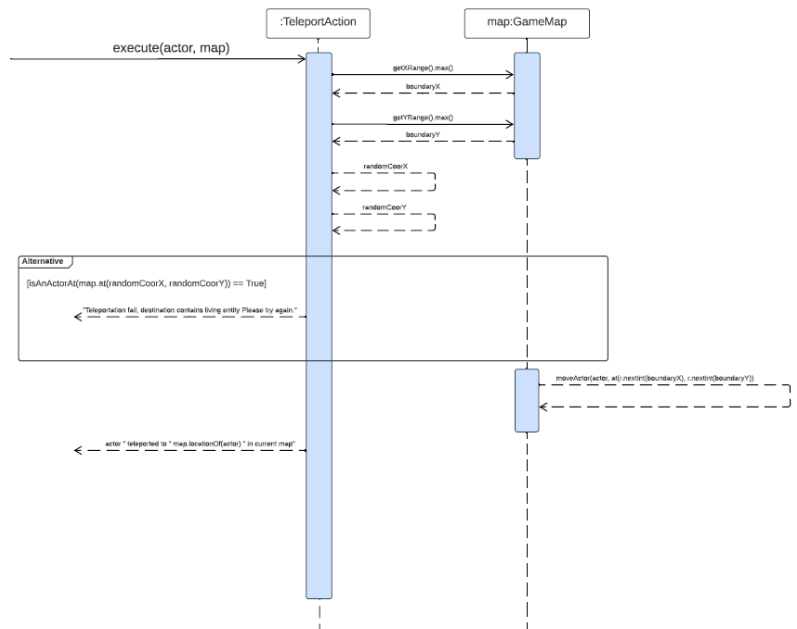 :TeleportAction
map:GameMap
execute(actor, map)
getXRange().max()
boundaryX
getYRange().max()
boundaryY
randomCoorX
randomCoorY
Alternative
[isAnActorAt(map.at(randomCoorX, randomCoorY)) == True]
"Teleportation fail, destination contains living entity Please try again."
moveActor(actor, at(r.nextInt(boundaryX), r.nextInt(boundaryY))
actor " teleported to " map.locationOf(actor) " in current map"